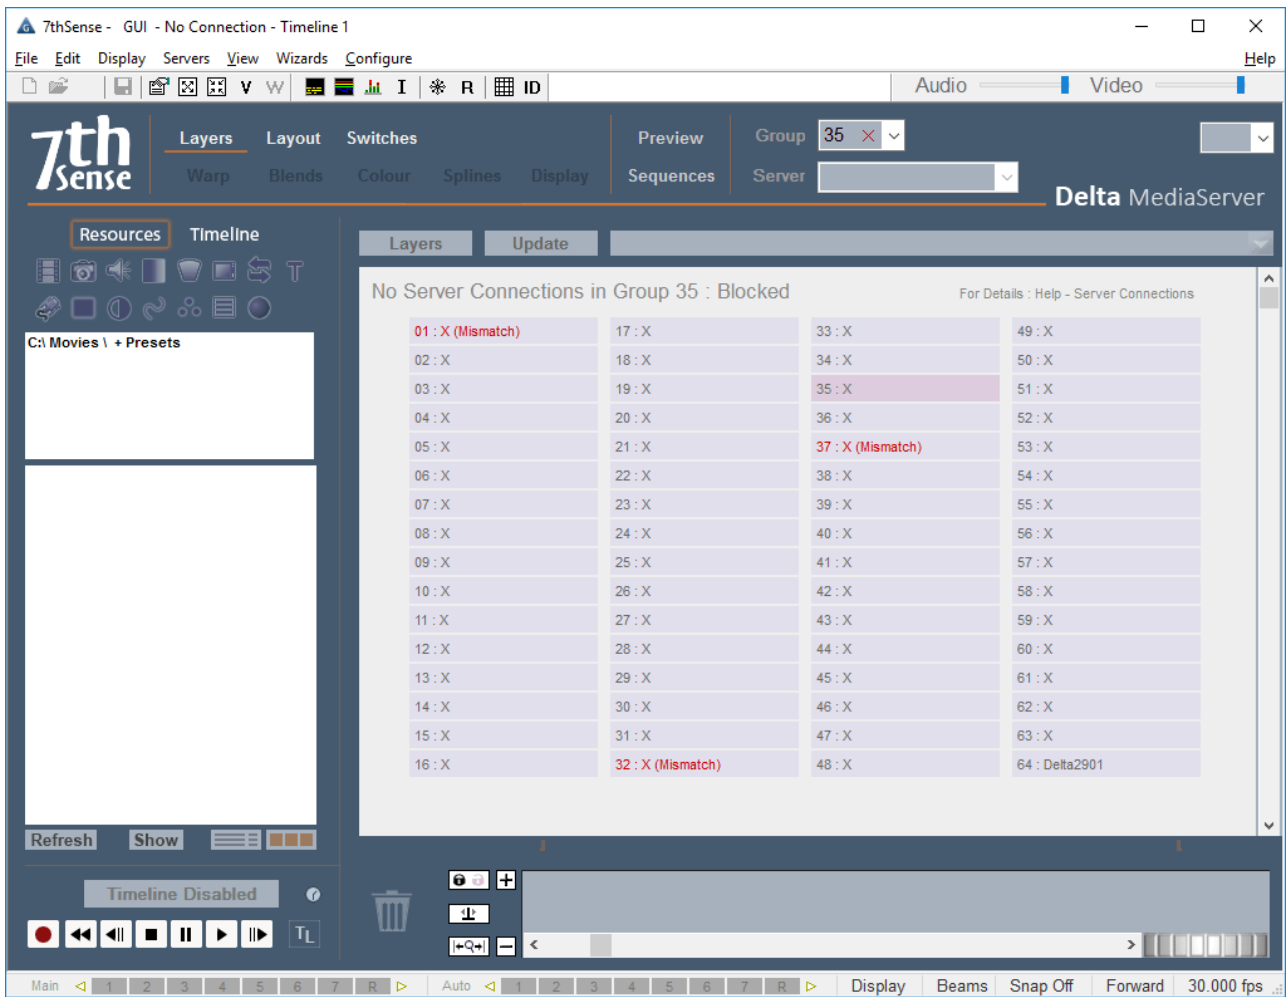 7thSense - GUI - No Connection - Timeline 1
File Edit Display Servers View Wizards Configure Help
V W I R ID Audio Video
7th Sense
Layers Layout Switches Preview Group 35
Warp Blends Colour Splines Display Sequences Server
Delta MediaServer
Resources Timeline
T
Layers Update
No Server Connections in Group 35 : Blocked For Details : Help - Server Connections
C:\ Movies \ + Presets
01 : X (Mismatch) 17 : X 33 : X 49 : X
02 : X 18 : X 34 : X 50 : X
03 : X 19 : X 35 : X 51 : X
04 : X 20 : X 36 : X 52 : X
05 : X 21 : X 37 : X (Mismatch) 53 : X
06 : X 22 : X 38 : X 54 : X
07 : X 23 : X 39 : X 55 : X
08 : X 24 : X 40 : X 56 : X
09 : X 25 : X 41 : X 57 : X
10 : X 26 : X 42 : X 58 : X
11 : X 27 : X 43 : X 59 : X
12 : X 28 : X 44 : X 60 : X
13 : X 29 : X 45 : X 61 : X
14 : X 30 : X 46 : X 62 : X
15 : X 31 : X 47 : X 63 : X
16 : X 32 : X (Mismatch) 48 : X 64 : Delta2901
Refresh Show
Timeline Disabled
TL
Main 1 2 3 4 5 6 7 R Auto 1 2 3 4 5 6 7 R Display Beams Snap Off Forward 30.000 fps